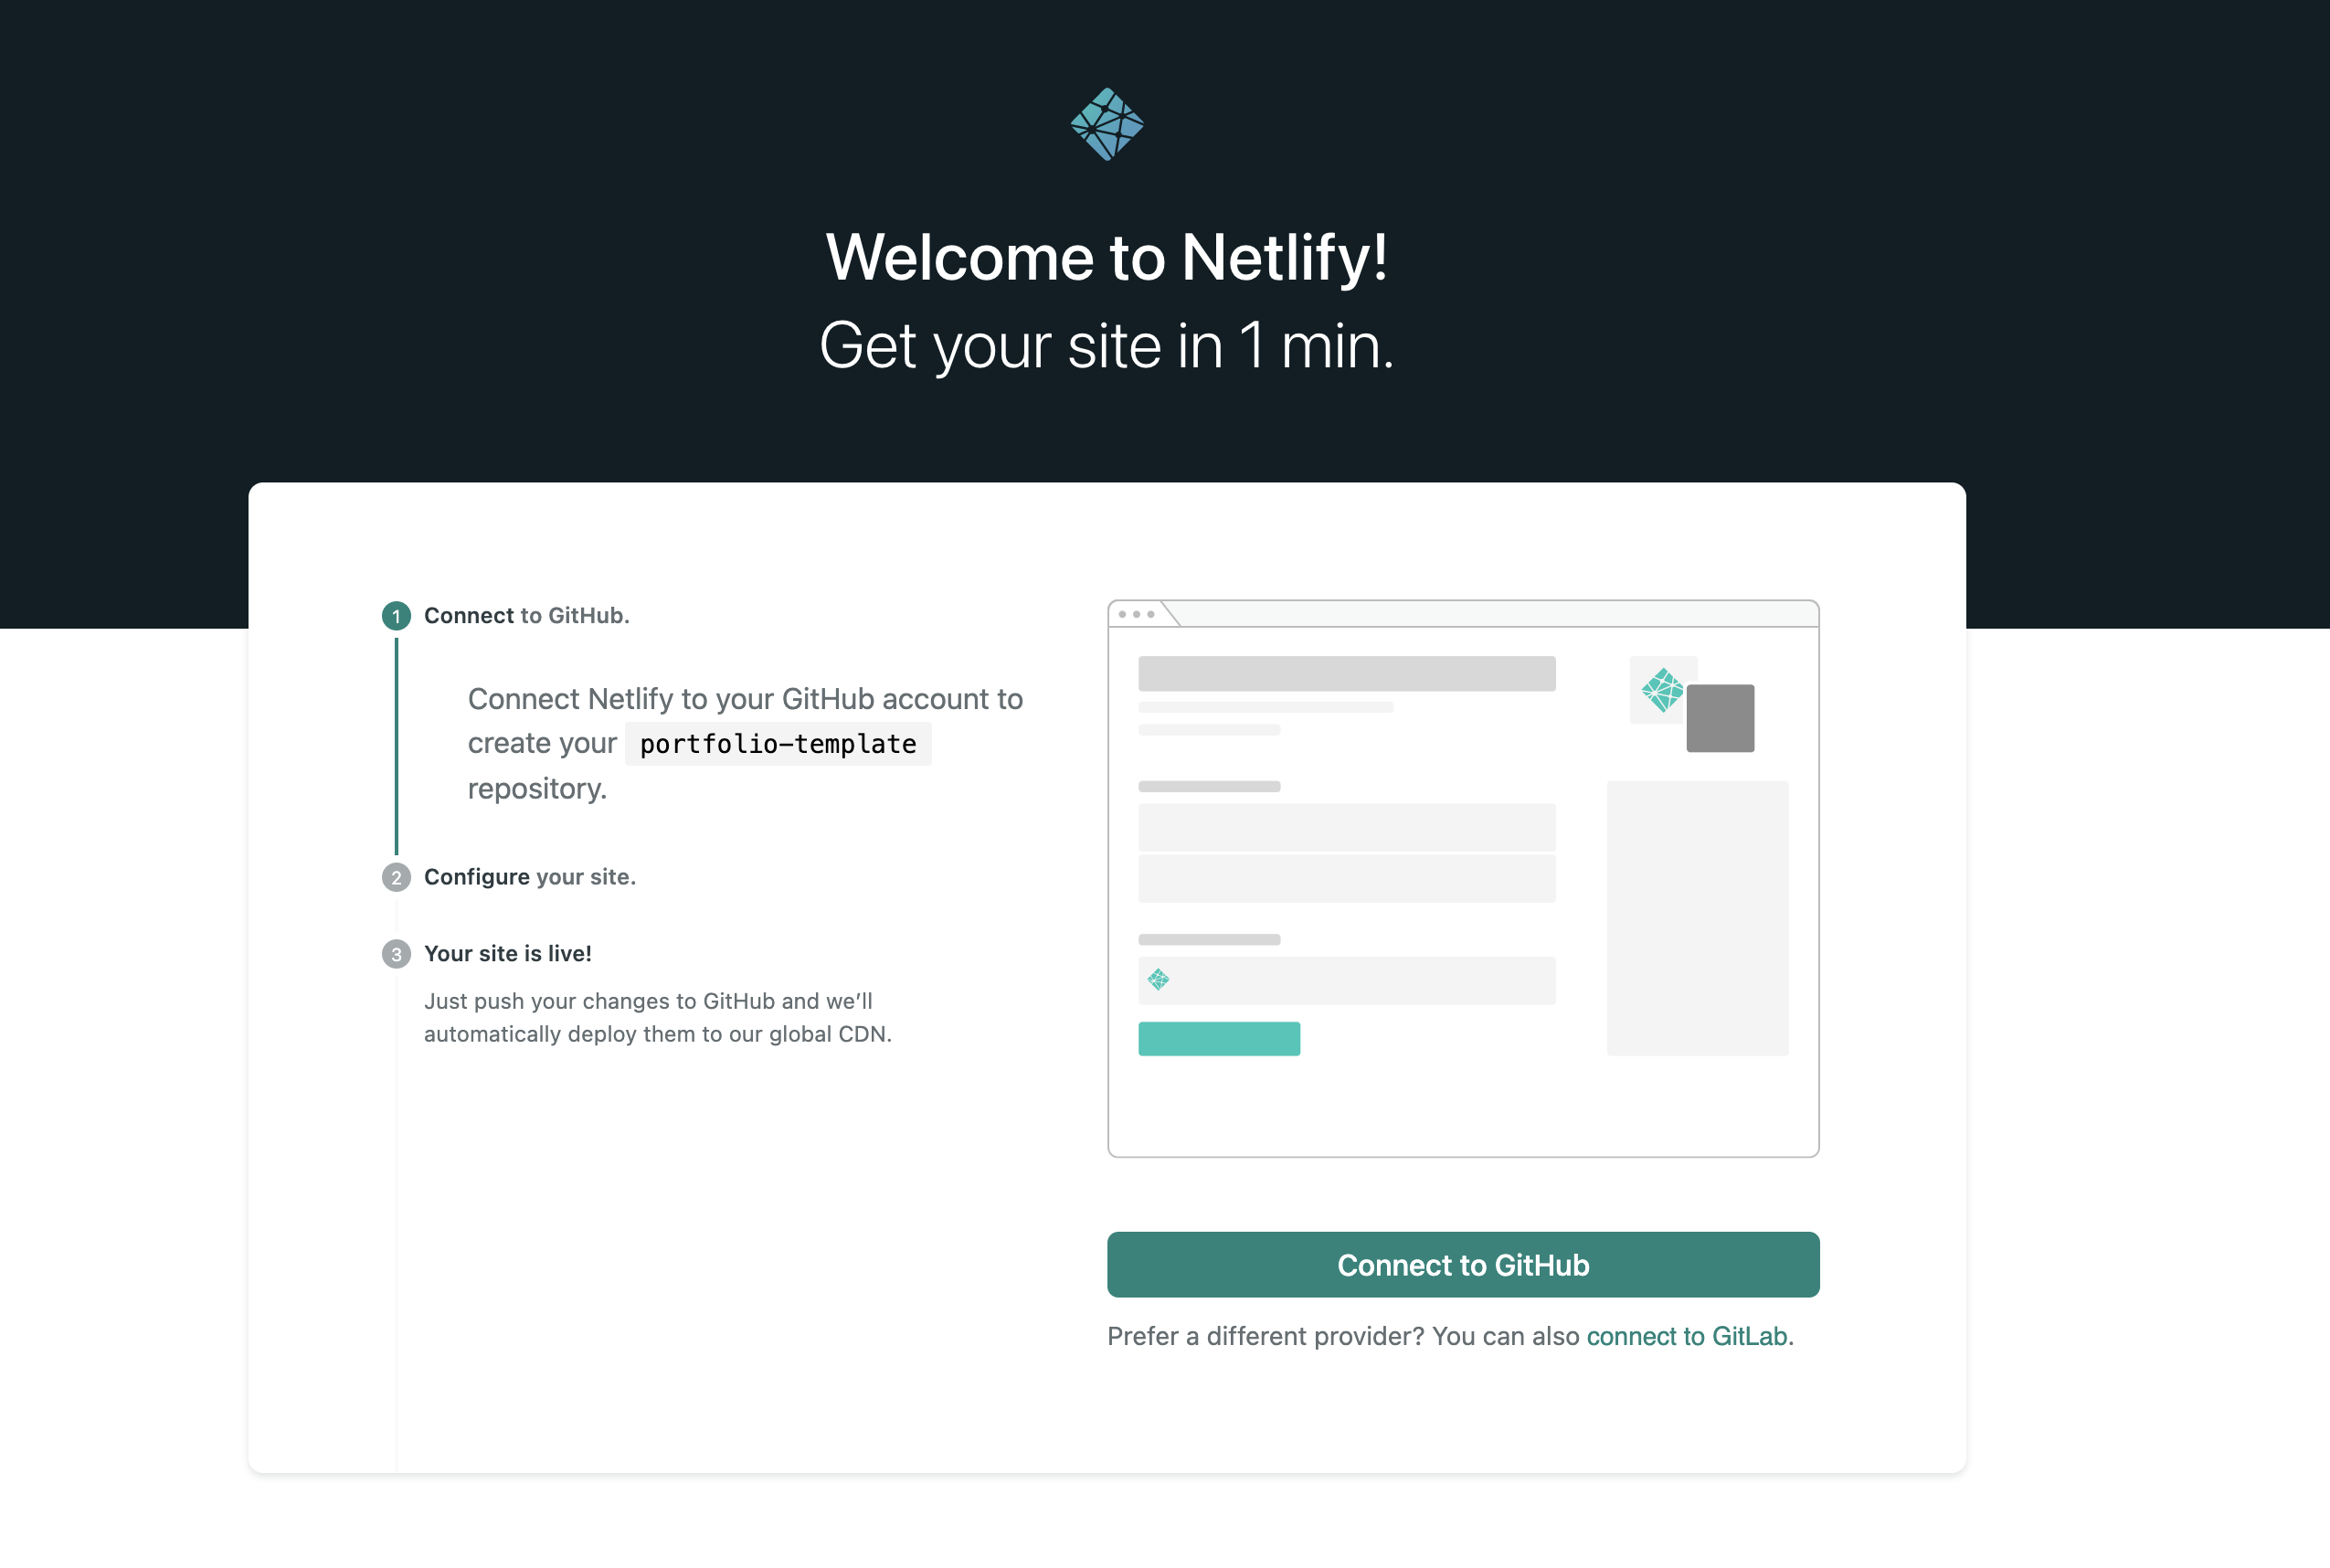 Welcome to Netlify!
Get your site in 1 min.
1 Connect to GitHub.
Connect Netlify to your GitHub account to
create your portfolio-template
repository.
2 Configure your site.
3 Your site is live!
Just push your changes to GitHub and we’ll
automatically deploy them to our global CDN.
Connect to GitHub
Prefer a different provider? You can also connect to GitLab.